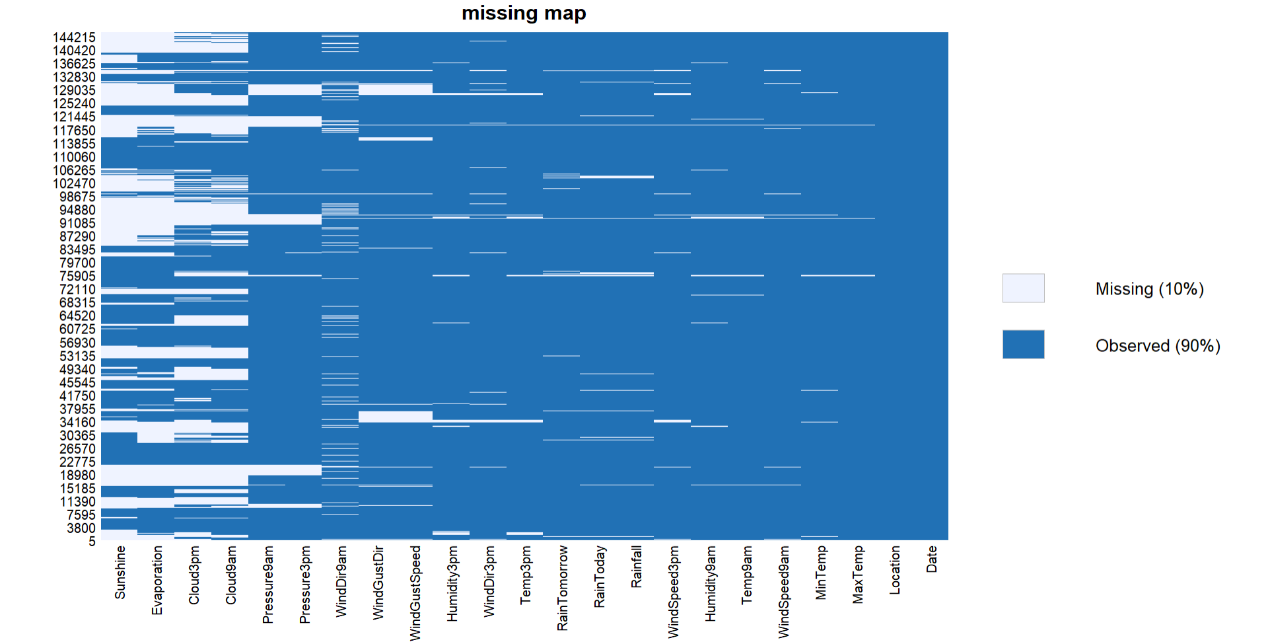 missing map
144215
140420
136625
132830
129035
125240
121445
117650
113855
110060
106265
102470
98675
94880
91085
87290
83495
79700
75905
72110
68315
64520
60725
56930
53135
49340
45545
41750
37955
34160
30365
26570
22775
18980
15185
11390
7595
3800
5
Missing (10%)
Observed (90%)
Sunshine
Evaporation
Cloud3pm
Cloud9am
Pressure9am
Pressure3pm
WindDir9am
WindGustDir
WindGustSpeed
Humidity3pm
WindDir3pm
Temp3pm
RainTomorrow
RainToday
Rainfall
WindSpeed3pm
Humidity9am
Temp9am
WindSpeed9am
MinTemp
MaxTemp
Location
Date